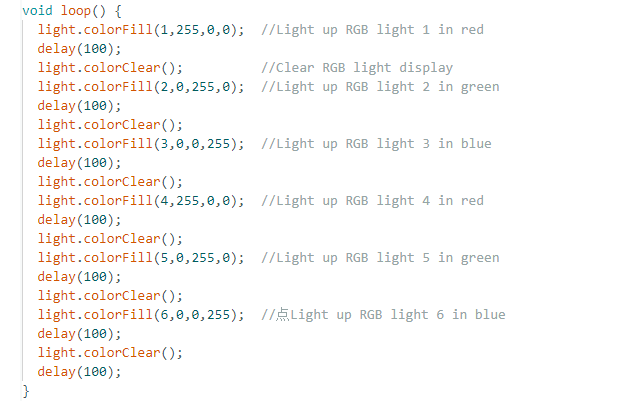 void loop() {
  light.colorFill(1,255,0,0);  //Light up RGB light 1 in red
  delay(100);
  light.colorClear();          //Clear RGB light display
  light.colorFill(2,0,255,0);  //Light up RGB light 2 in green
  delay(100);
  light.colorClear();
  light.colorFill(3,0,0,255);  //Light up RGB light 3 in blue
  delay(100);
  light.colorClear();
  light.colorFill(4,255,0,0);  //Light up RGB light 4 in red
  delay(100);
  light.colorClear();
  light.colorFill(5,0,255,0);  //Light up RGB light 5 in green
  delay(100);
  light.colorClear();
  light.colorFill(6,0,0,255);  //点Light up RGB light 6 in blue
  delay(100);
  light.colorClear();
  delay(100);
}